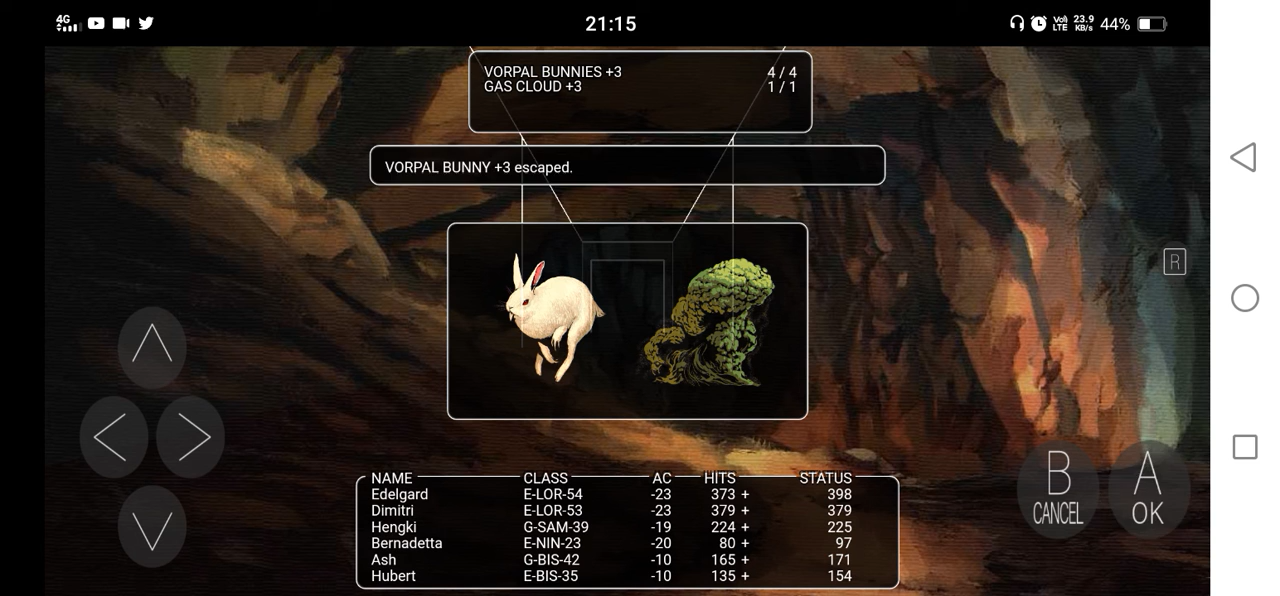 4G 21:15 Vo) LTE 23.9 KB/s 44%
VORPAL BUNNIES +3 4 / 4
GAS CLOUD +3 1 / 1
VORPAL BUNNY +3 escaped.
R
NAME CLASS AC HITS STATUS
Edelgard E-LOR-54 -23 373 + 398
Dimitri E-LOR-53 -23 379 + 379
Hengki G-SAM-39 -19 224 + 225
Bernadetta E-NIN-23 -20 80 + 97
Ash G-BIS-42 -10 165 + 171
Hubert E-BIS-35 -10 135 + 154
B CANCEL
A OK